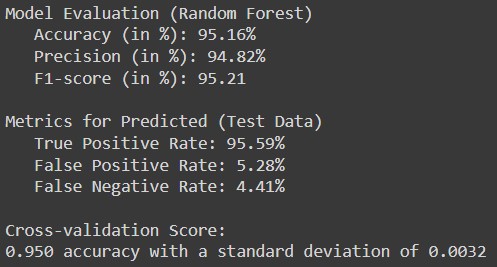 Model Evaluation (Random Forest)
Accuracy (in %): 95.16%
Precision (in %): 94.82%
F1-score (in %): 95.21
Metrics for Predicted (Test Data)
True Positive Rate: 95.59%
False Positive Rate: 5.28%
False Negative Rate: 4.41%
Cross-validation Score:
0.950 accuracy with a standard deviation of 0.0032